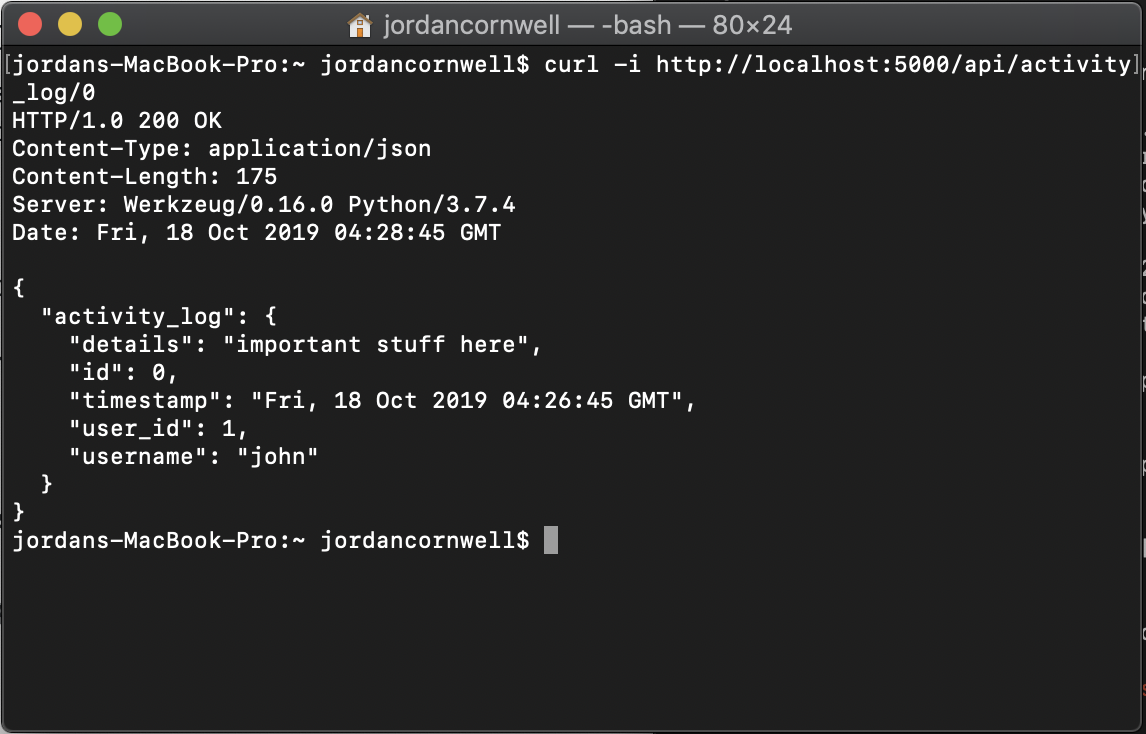 jordancornwell — -bash — 80×24
[jordans-MacBook-Pro:~ jordancornwell$ curl -i http://localhost:5000/api/activity]
_log/0
HTTP/1.0 200 OK
Content-Type: application/json
Content-Length: 175
Server: Werkzeug/0.16.0 Python/3.7.4
Date: Fri, 18 Oct 2019 04:28:45 GMT

{
  "activity_log": {
    "details": "important stuff here",
    "id": 0,
    "timestamp": "Fri, 18 Oct 2019 04:26:45 GMT",
    "user_id": 1,
    "username": "john"
  }
}
jordans-MacBook-Pro:~ jordancornwell$